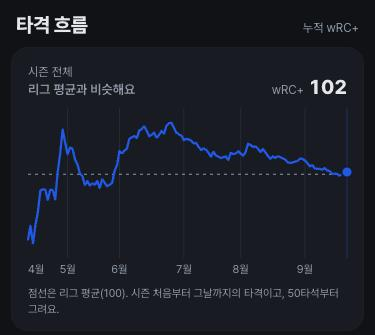 타격 흐름
누적 wRC+
시즌 전체
리그 평균과 비슷해요
wRC+ 102
4월 5월 6월 7월 8월 9월
점선은 리그 평균(100). 시즌 처음부터 그날까지의 타격이고, 50타석부터
그려요.